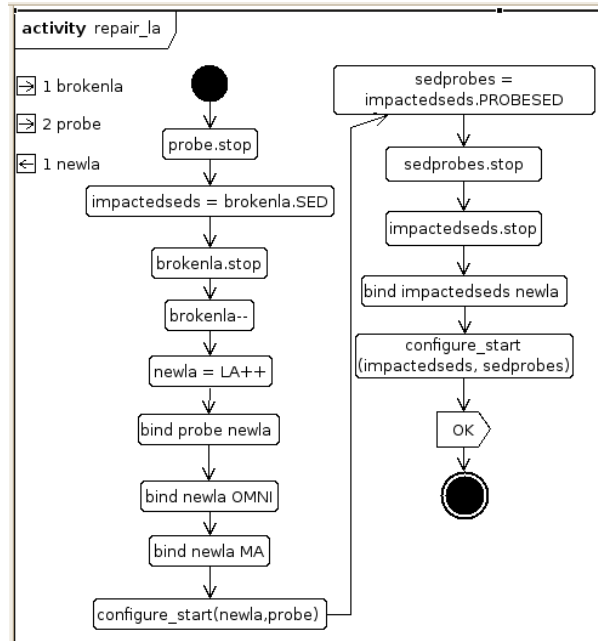 activity repair_la
1 brokenla
2 probe
1 newla
probe.stop
impactedseds = brokenla.SED
brokenla.stop
brokenla--
newla = LA++
bind probe newla
bind newla OMNI
bind newla MA
configure_start(newla,probe)
sedprobes =
impactedseds.PROBESED
sedprobes.stop
impactedseds.stop
bind impactedseds newla
configure_start
(impactedseds, sedprobes)
OK